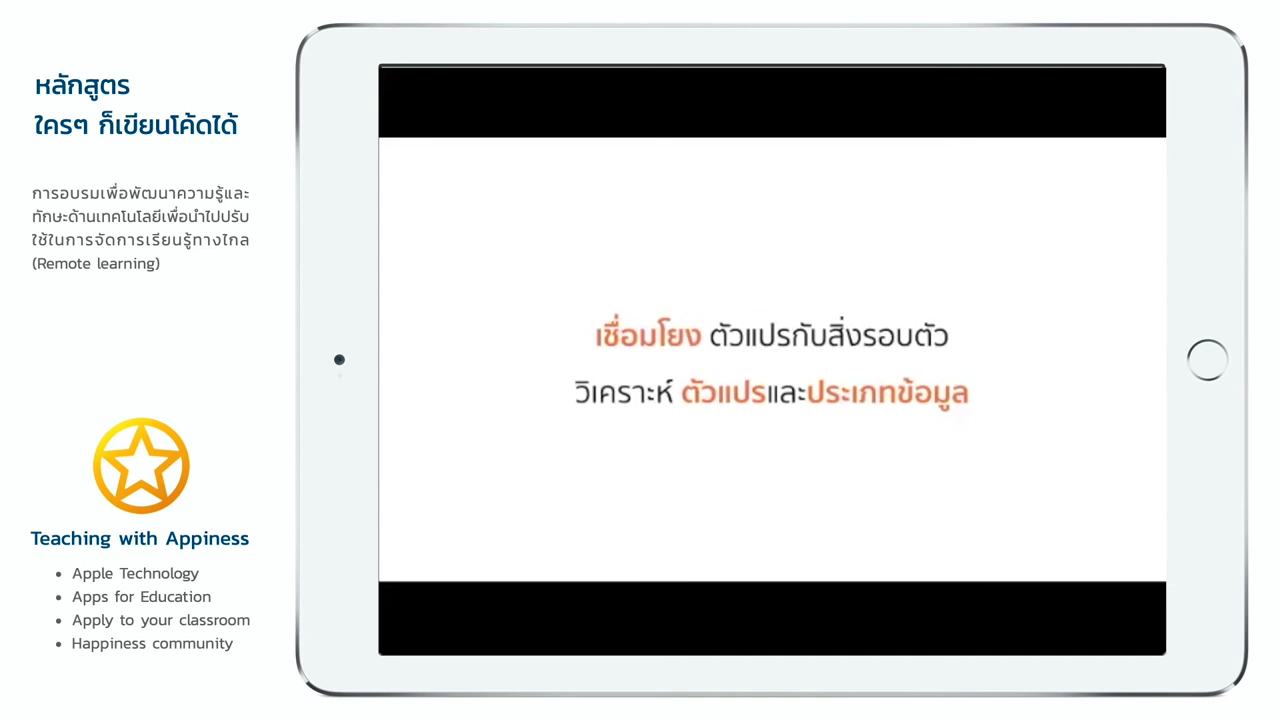 หลักสูตร
ใครๆ ก็เขียนโค้ดได้
การอบรมเพื่อพัฒนาความรู้และ
ทักษะด้านเทคโนโลยีเพื่อนำไปปรับ
ใช้ในการจัดการเรียนรู้ทางไกล
(Remote learning)
Teaching with Appiness
• Apple Technology
• Apps for Education
• Apply to your classroom
• Happiness community
เชื่อมโยง ตัวแปรกับสิ่งรอบตัว
วิเคราะห์ ตัวแปรและประเภทข้อมูล